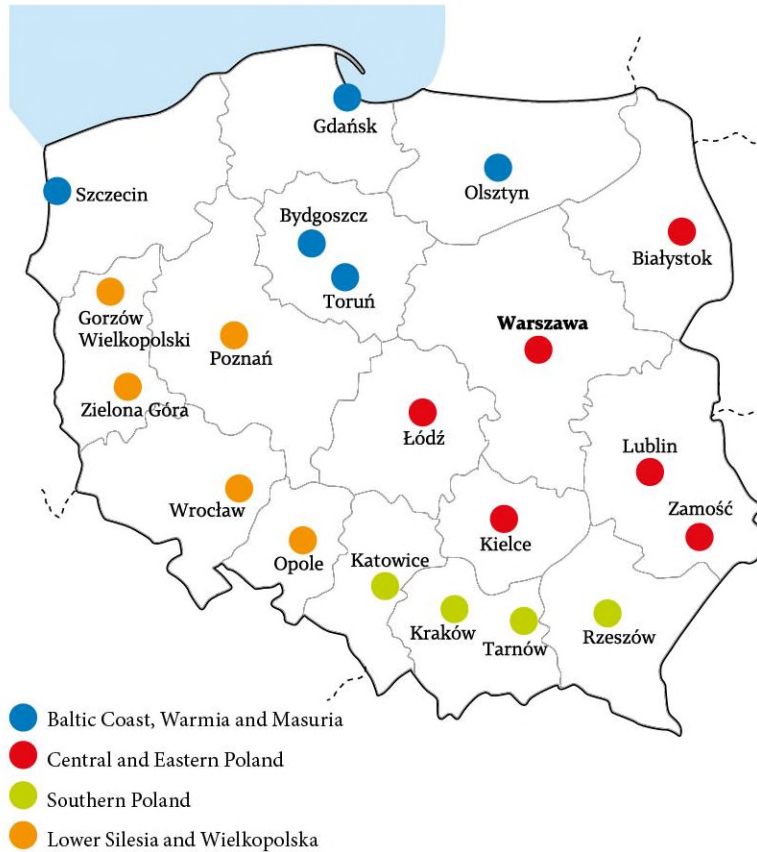 Gdańsk
Szczecin
Olsztyn
Bydgoszcz
Toruń
Białystok
Gorzów
Wielkopolski
Poznań
Warszawa
Zielona Góra
Łódź
Lublin
Wrocław
Zamość
Kielce
Opole
Katowice
Kraków
Tarnów
Rzeszów
Baltic Coast, Warmia and Masuria
Central and Eastern Poland
Southern Poland
Lower Silesia and Wielkopolska